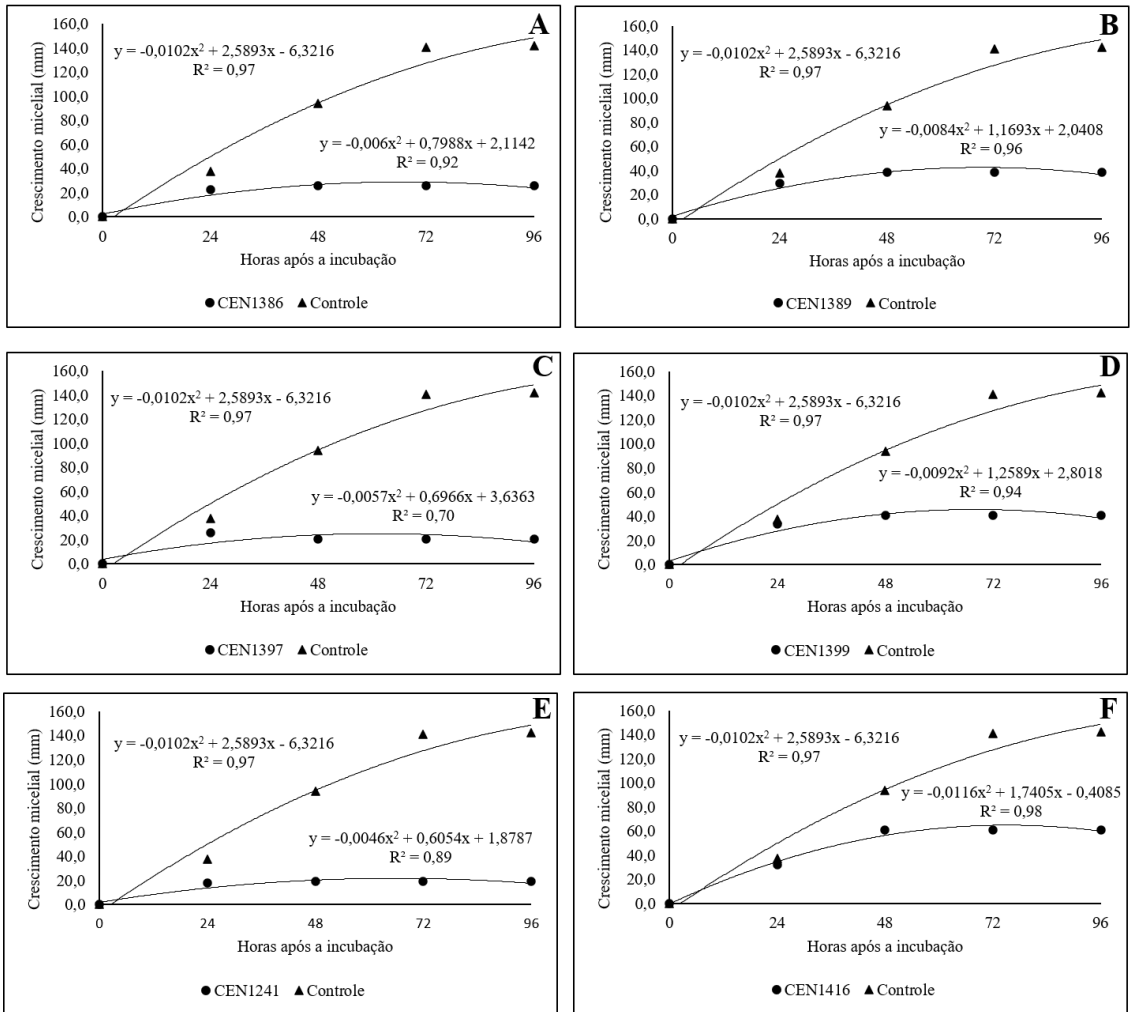 A
Crescimento micelial (mm)
160,0
140,0
120,0
100,0
80,0
60,0
40,0
20,0
0,0
y = -0,0102x² + 2,5893x - 6,3216
R² = 0,97
y = -0,006x² + 0,7988x + 2,1142
R² = 0,92
0 24 48 72 96
Horas após a incubação
● CEN1386 ▲ Controle
B
Crescimento micelial (mm)
160,0
140,0
120,0
100,0
80,0
60,0
40,0
20,0
0,0
y = -0,0102x² + 2,5893x - 6,3216
R² = 0,97
y = -0,0084x² + 1,1693x + 2,0408
R² = 0,96
0 24 48 72 96
Horas após a incubação
● CEN1389 ▲ Controle
C
Crescimento micelial (mm)
160,0
140,0
120,0
100,0
80,0
60,0
40,0
20,0
0,0
y = -0,0102x² + 2,5893x - 6,3216
R² = 0,97
y = -0,0057x² + 0,6966x + 3,6363
R² = 0,70
0 24 48 72 96
Horas após a incubação
● CEN1397 ▲ Controle
D
Crescimento micelial (mm)
160,0
140,0
120,0
100,0
80,0
60,0
40,0
20,0
0,0
y = -0,0102x² + 2,5893x - 6,3216
R² = 0,97
y = -0,0092x² + 1,2589x + 2,8018
R² = 0,94
0 24 48 72 96
Horas após a incubação
● CEN1399 ▲ Controle
E
Crescimento micelial (mm)
160,0
140,0
120,0
100,0
80,0
60,0
40,0
20,0
0,0
y = -0,0102x² + 2,5893x - 6,3216
R² = 0,97
y = -0,0046x² + 0,6054x + 1,8787
R² = 0,89
0 24 48 72 96
Horas após a incubação
● CEN1241 ▲ Controle
F
Crescimento micelial (mm)
160,0
140,0
120,0
100,0
80,0
60,0
40,0
20,0
0,0
y = -0,0102x² + 2,5893x - 6,3216
R² = 0,97
y = -0,0116x² + 1,7405x - 0,4085
R² = 0,98
0 24 48 72 96
Horas após a incubação
● CEN1416 ▲ Controle